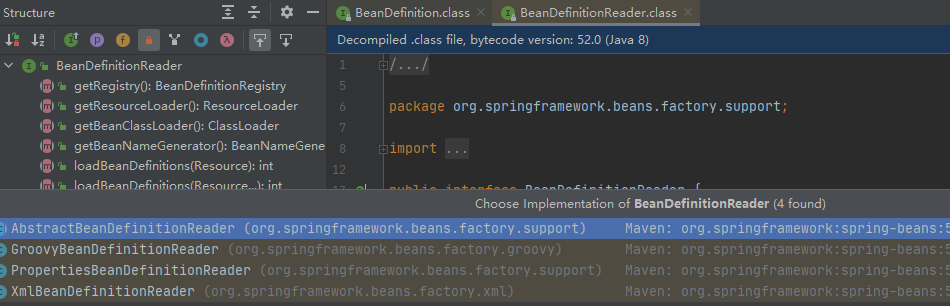 Structure
BeanDefinition.class
BeanDefinitionReader.class
Decompiled .class file, bytecode version: 52.0 (Java 8)
BeanDefinitionReader
getRegistry(): BeanDefinitionRegistry
getResourceLoader(): ResourceLoader
getBeanClassLoader(): ClassLoader
getBeanNameGenerator(): BeanNameGene
loadBeanDefinitions(Resource): int
loadBeanDefinitions(Resource...): int
1 /.../
5
6 package org.springframework.beans.factory.support;
7
8 import ...
12
13 public interface BeanDefinitionReader {
Choose Implementation of BeanDefinitionReader (4 found)
AbstractBeanDefinitionReader (org.springframework.beans.factory.support) Maven: org.springframework:spring-beans:5
GroovyBeanDefinitionReader (org.springframework.beans.factory.groovy) Maven: org.springframework:spring-beans:5
PropertiesBeanDefinitionReader (org.springframework.beans.factory.support) Maven: org.springframework:spring-beans:5
XmlBeanDefinitionReader (org.springframework.beans.factory.xml) Maven: org.springframework:spring-beans:5